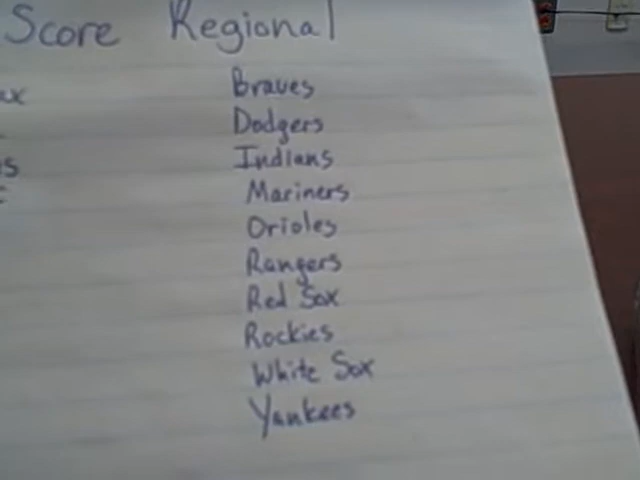 Score Regional
Braves
Dodgers
Indians
Mariners
Orioles
Rangers
Red Sox
Rockies
White Sox
Yankees